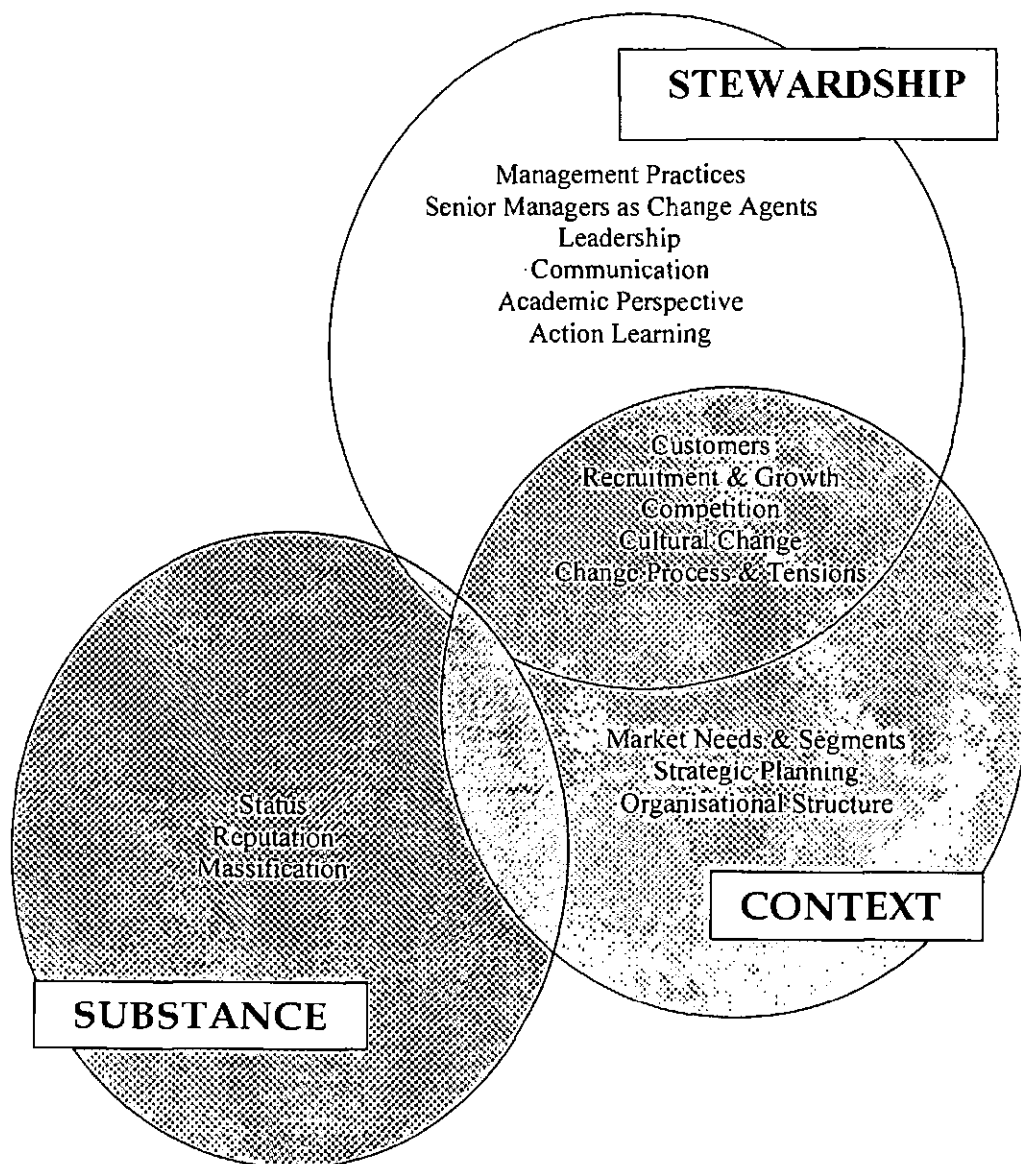 STEWARDSHIP
Management Practices
Senior Managers as Change Agents
Leadership
Communication
Academic Perspective
Action Learning
Customers
Recruitment & Growth
Competition
Cultural Change
Change Process & Tensions
Market Needs & Segments
Strategic Planning
Organisational Structure
CONTEXT
Status
Reputation
Massification
SUBSTANCE